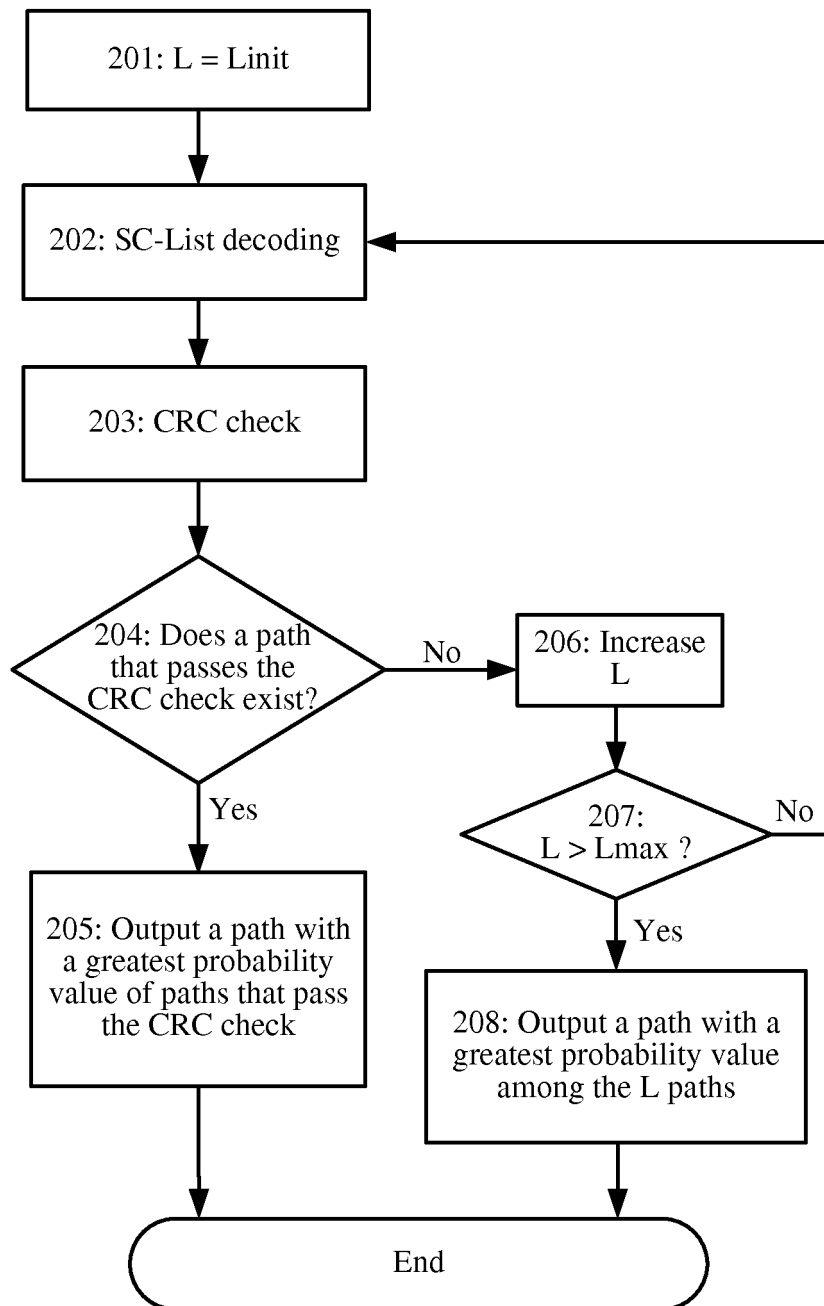 201: L = Linit
202: SC-List decoding
203: CRC check
204: Does a path
that passes the
CRC check exist?
No
206: Increase
L
Yes
207:
L > Lmax ?
No
205: Output a path with
a greatest probability
value of paths that pass
the CRC check
Yes
208: Output a path with a
greatest probability value
among the L paths
End